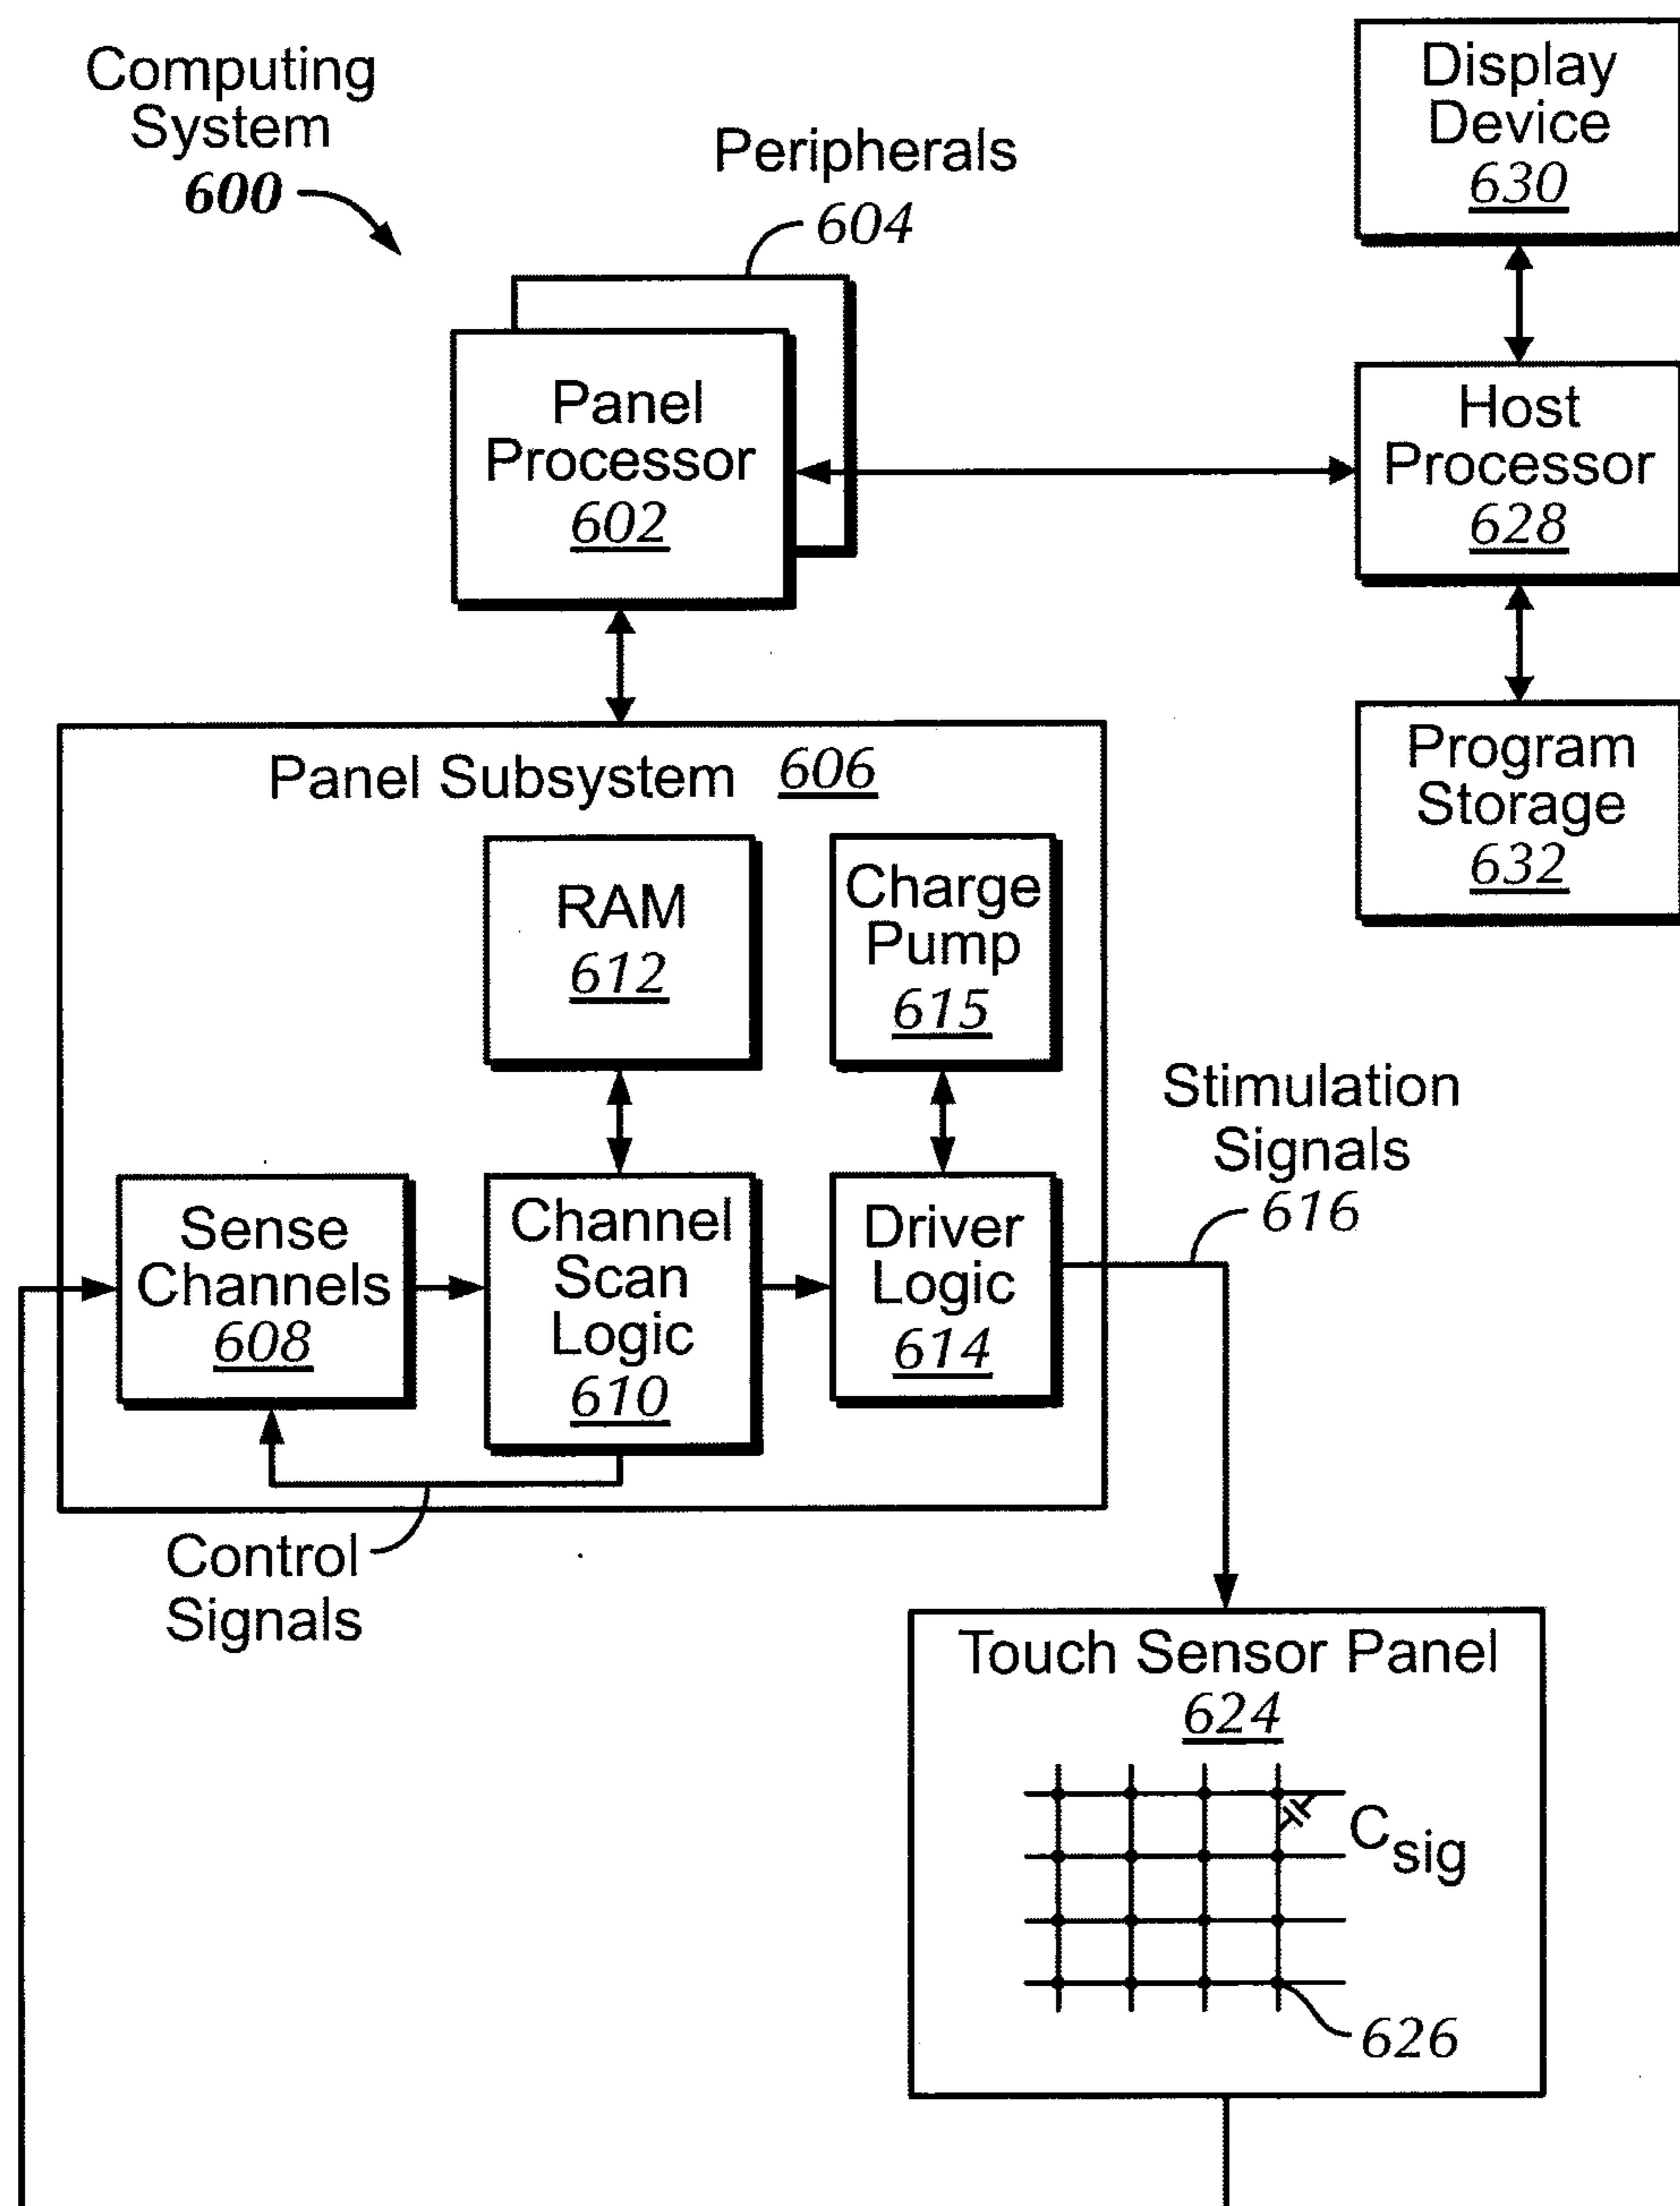 Computing
System
600
Peripherals
604
Display
Device
630
Panel
Processor
602
Host
Processor
628
Program
Storage
632
Panel Subsystem 606
RAM
612
Charge
Pump
615
Sense
Channels
608
Channel
Scan
Logic
610
Driver
Logic
614
Stimulation
Signals
616
Control
Signals
Touch Sensor Panel
624
Csig
626